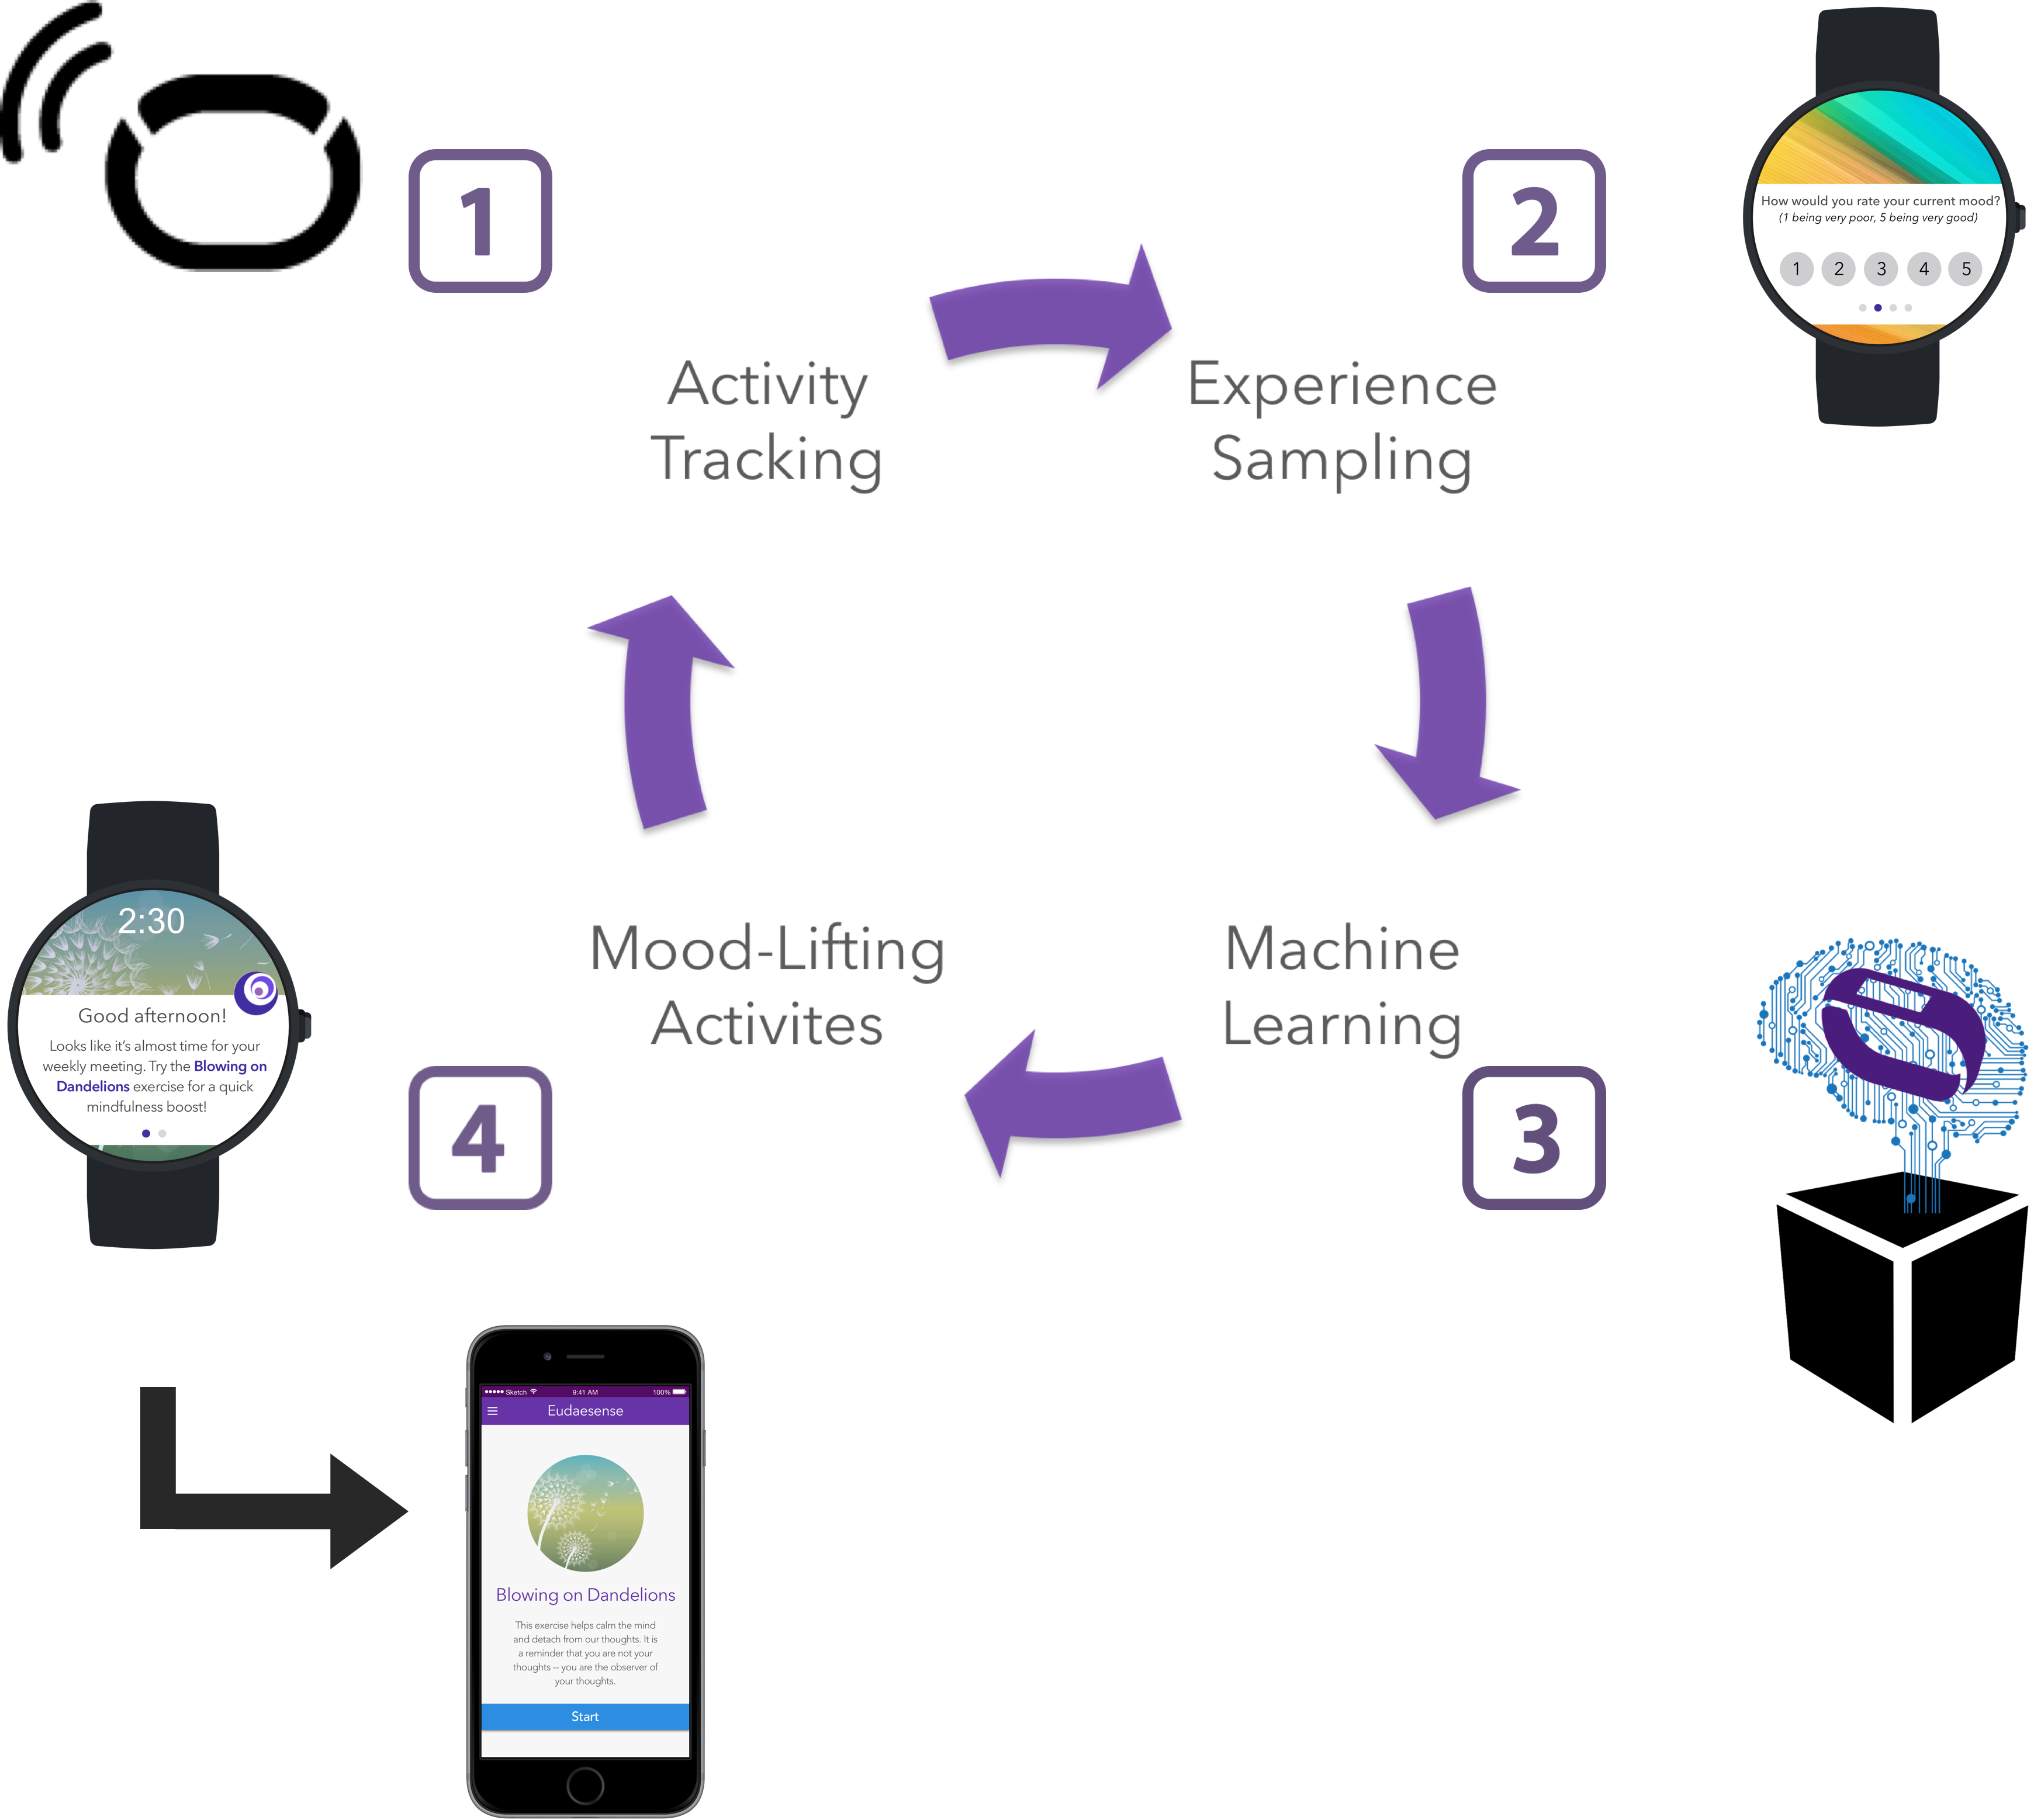 1
Activity
Tracking
2
Experience
Sampling
How would you rate your current mood?
(1 being very poor, 5 being very good)
1 2 3 4 5
Machine
Learning
3
Mood-Lifting
Activites
4
2:30
Good afternoon!
Looks like it's almost time for your
weekly meeting. Try the Blowing on
Dandelions exercise for a quick
mindfulness boost!
Sketch 9:41 AM 100%
Eudaesense
Blowing on Dandelions
This exercise helps calm the mind
and detach from our thoughts. It is
a reminder that you are not your
thoughts -- you are the observer of
your thoughts.
Start